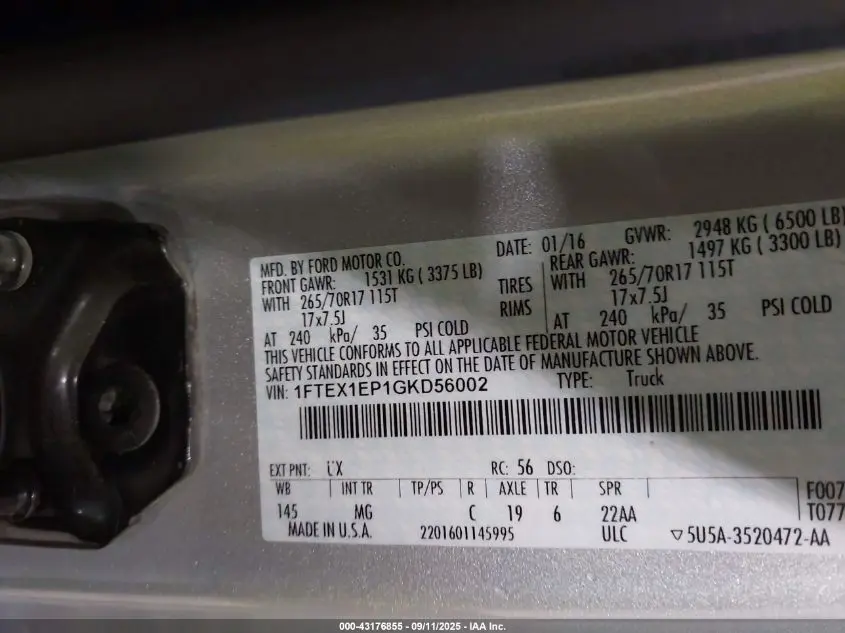 MFD. BY FORD MOTOR CO. DATE: 01/16 GVWR: 2948 KG ( 6500 LB)
FRONT GAWR: 1531 KG ( 3375 LB) REAR GAWR: 1497 KG ( 3300 LB)
WITH 265/70R17 115T TIRES WITH 265/70R17 115T
17x7.5J RIMS 17x7.5J
AT 240 kPa/ 35 PSI COLD AT 240 kPa/ 35 PSI COLD
THIS VEHICLE CONFORMS TO ALL APPLICABLE FEDERAL MOTOR VEHICLE
SAFETY STANDARDS IN EFFECT ON THE DATE OF MANUFACTURE SHOWN ABOVE.
VIN: 1FTEX1EP1GKD56002 TYPE: Truck
EXT PNT: UX RC: 56 DSO:
WB INT TR TP/PS R AXLE TR SPR F007
145 MG C 19 6 22AA T077
MADE IN U.S.A. 2201601145995 ULC ▽5U5A-3520472-AA
000-43176855 - 09/11/2025 - IAA Inc.